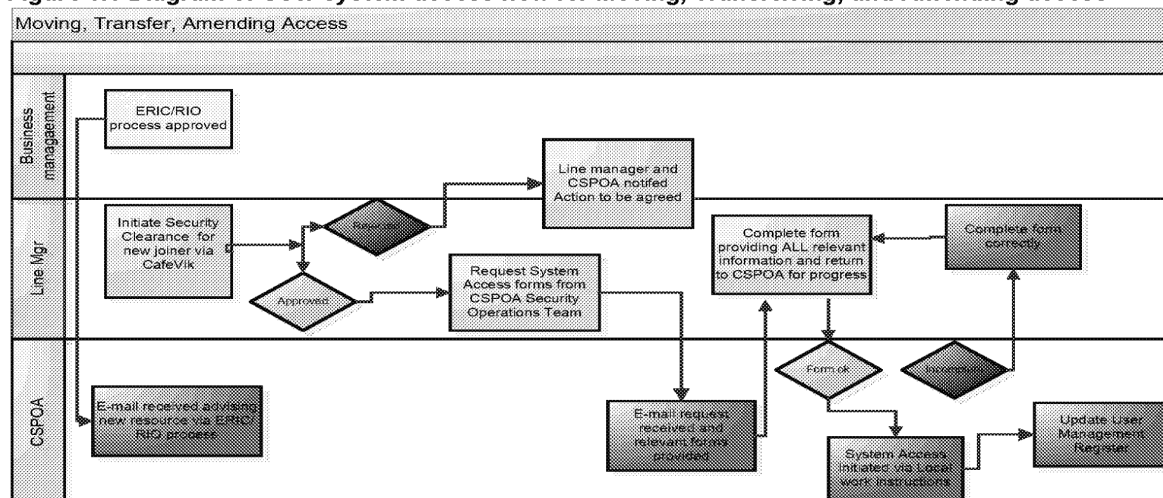 Moving, Transfer, Amending Access
Business
managaement
ERIC/RIO
process approved
Line manager and
CSPOA notifed
Action to be agreed
Line Mgr
Initiate Security
Clearance for
new joiner via
CafeVik
Rejected
Approved
Request System
Access forms from
CSPOA Security
Operations Team
Complete form
providing ALL relevant
information and return
to CSPOA for progress
Complete form
correctly
CSPOA
E-mail received advising
new resource via ERIC/
RIO process
E-mail request
received and
relevant forms
provided
Form ok
Incomplete
System Access
initiated via Local
work instructions
Update User
Management
Register